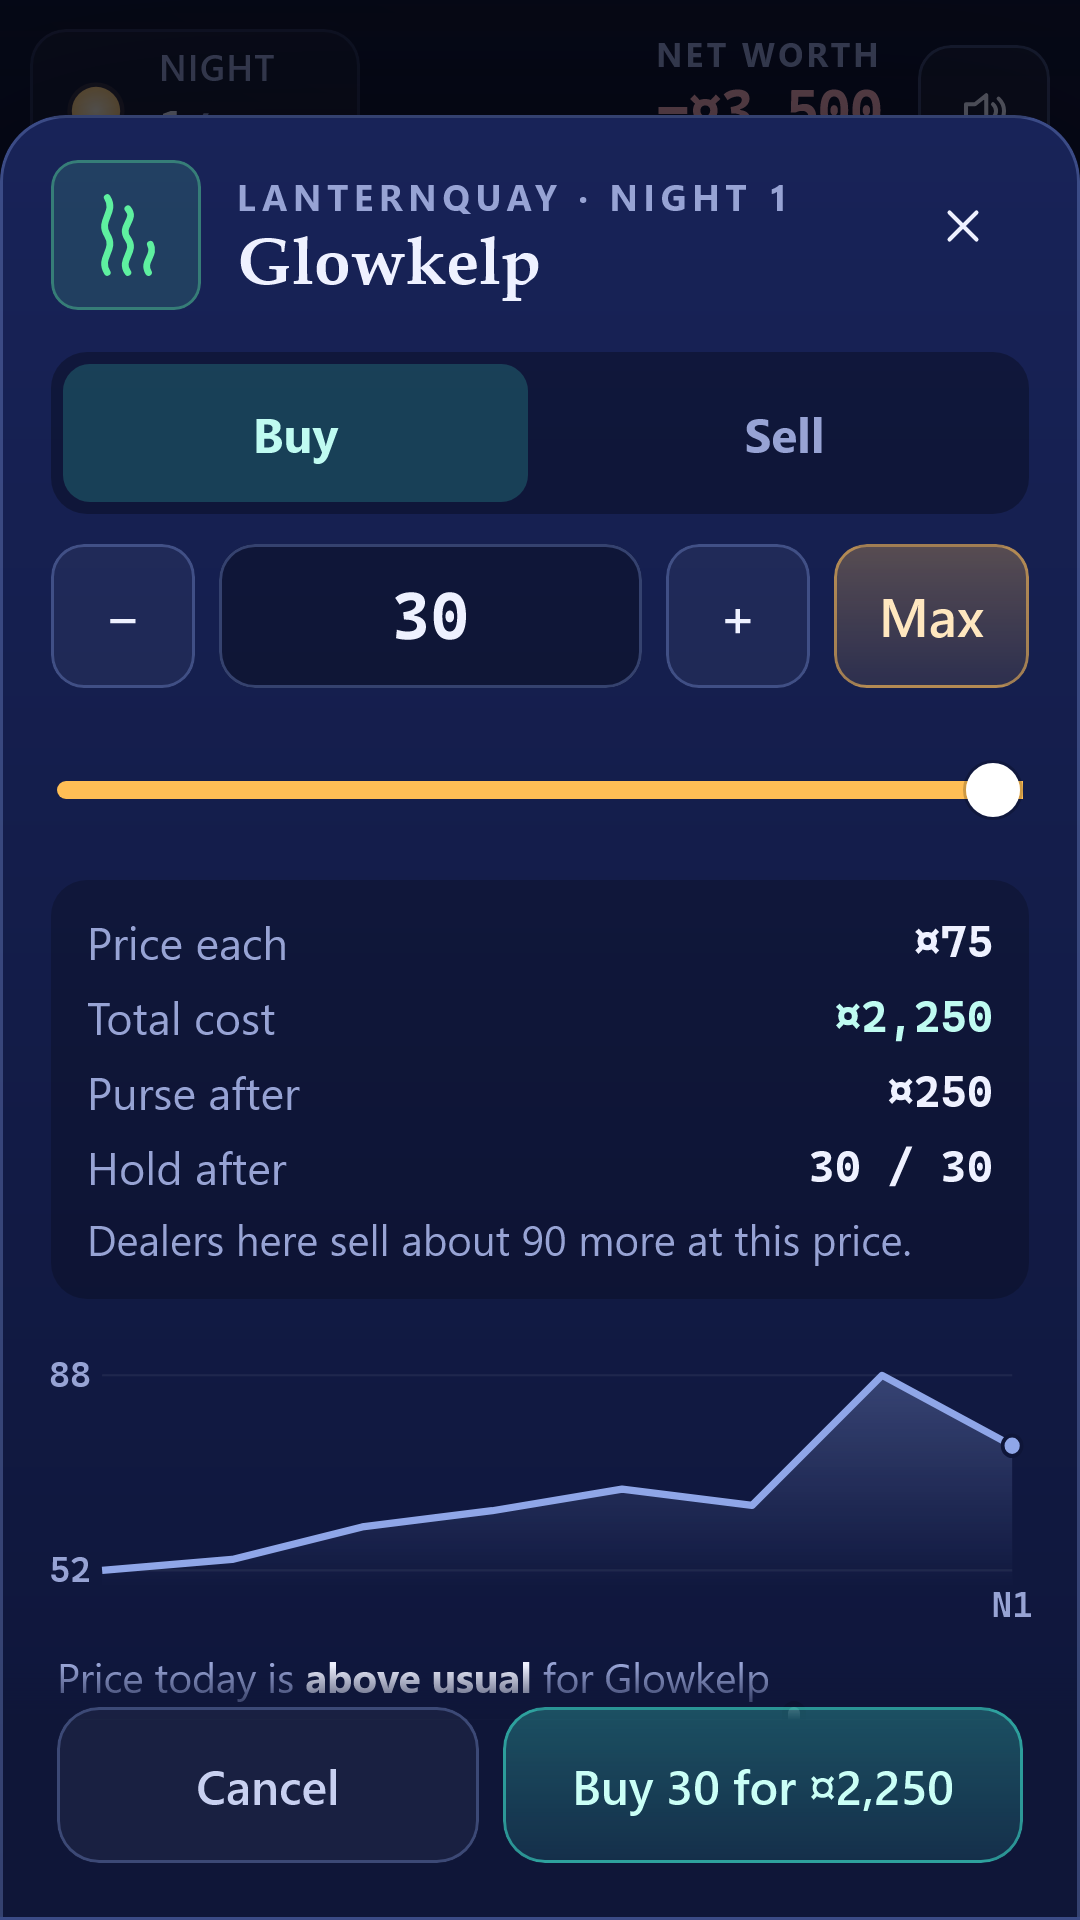 NIGHT
NET WORTH
−¤3,500
LANTERNQUAY · NIGHT 1
Glowkelp
Buy
Sell
−
30
+
Max
Price each
¤75
Total cost
¤2,250
Purse after
¤250
Hold after
30 / 30
Dealers here sell about 90 more at this price.
88
52
N1
Price today is above usual for Glowkelp
Cancel
Buy 30 for ¤2,250